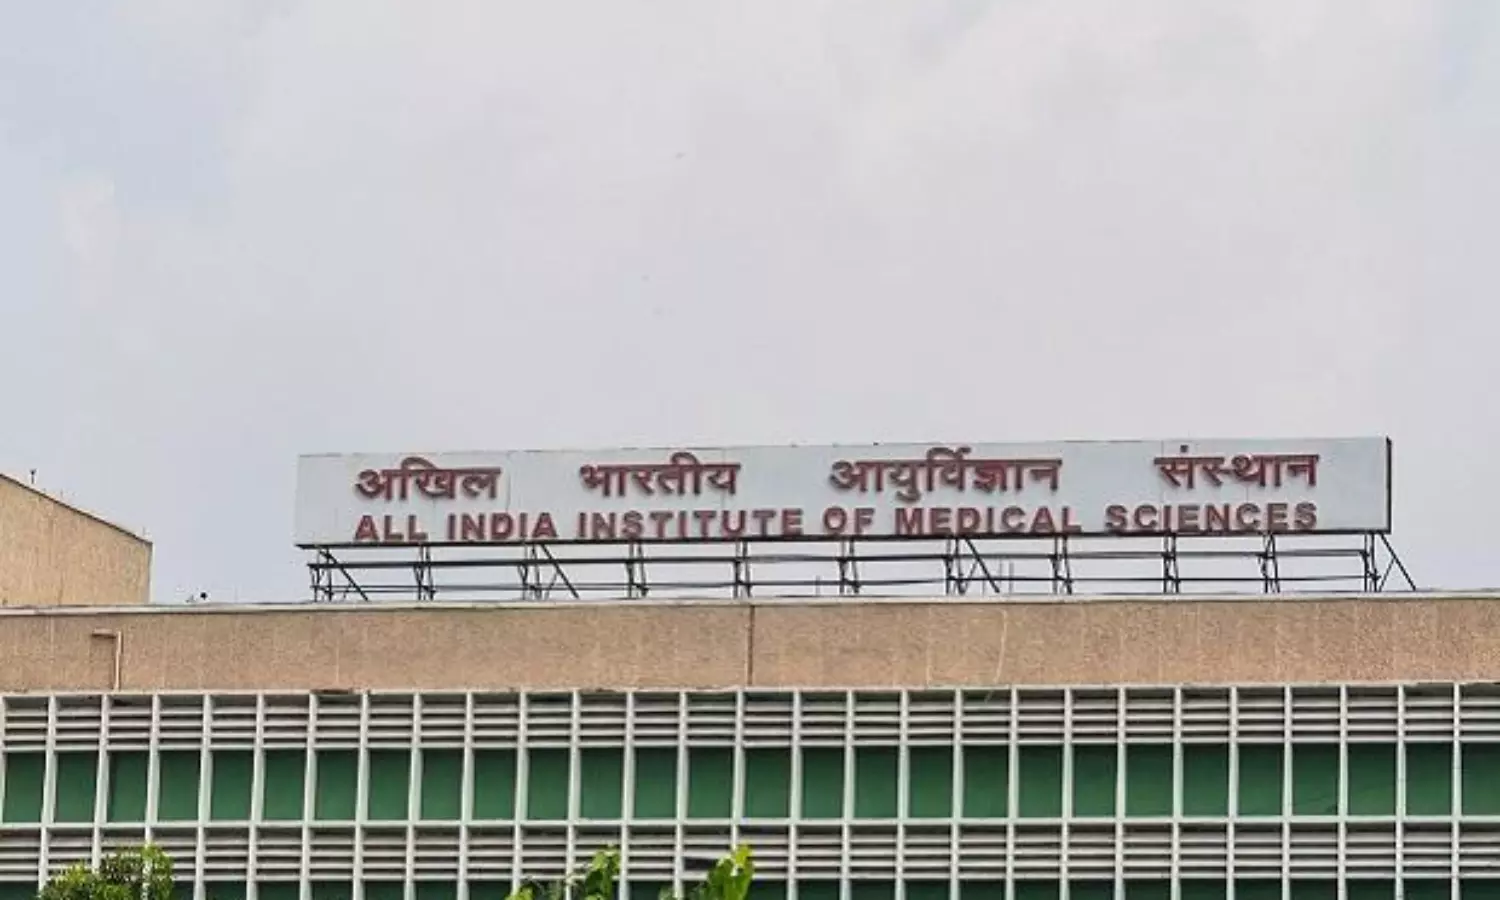 अखिल भारतीय आयुर्विज्ञान संस्थान
ALL INDIA INSTITUTE OF MEDICAL SCIENCES